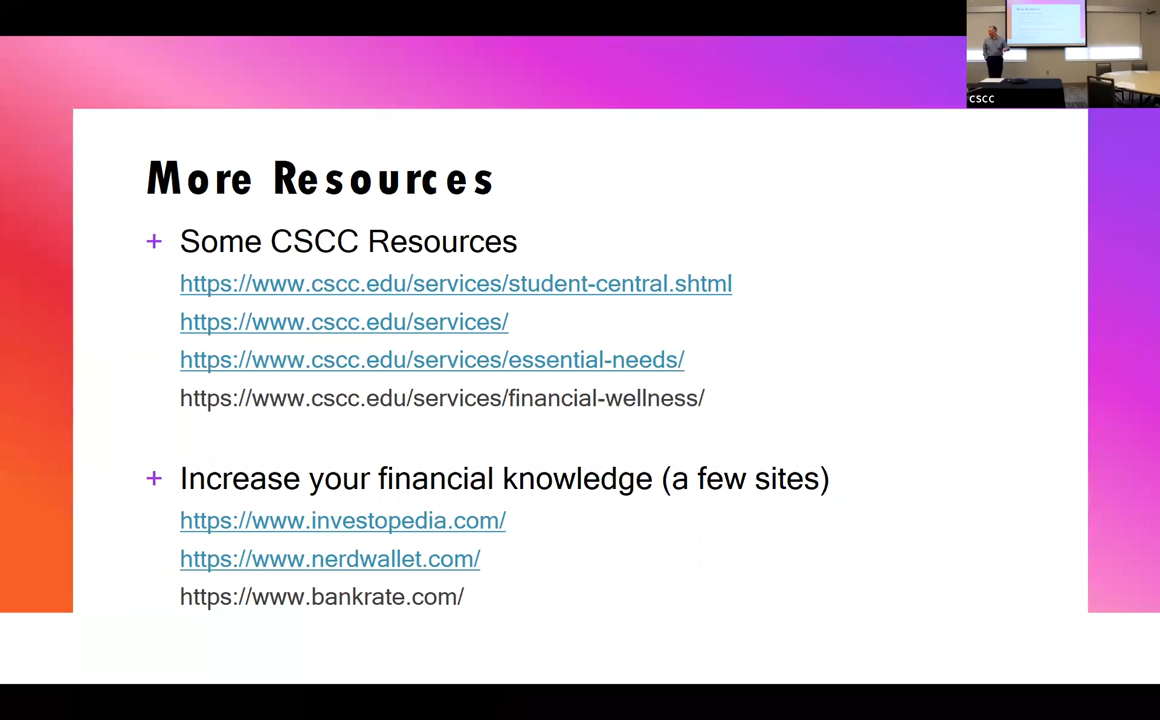 CSCC
More Resources
+ Some CSCC Resources
https://www.cscc.edu/services/student-central.shtml
https://www.cscc.edu/services/
https://www.cscc.edu/services/essential-needs/
https://www.cscc.edu/services/financial-wellness/
+ Increase your financial knowledge (a few sites)
https://www.investopedia.com/
https://www.nerdwallet.com/
https://www.bankrate.com/